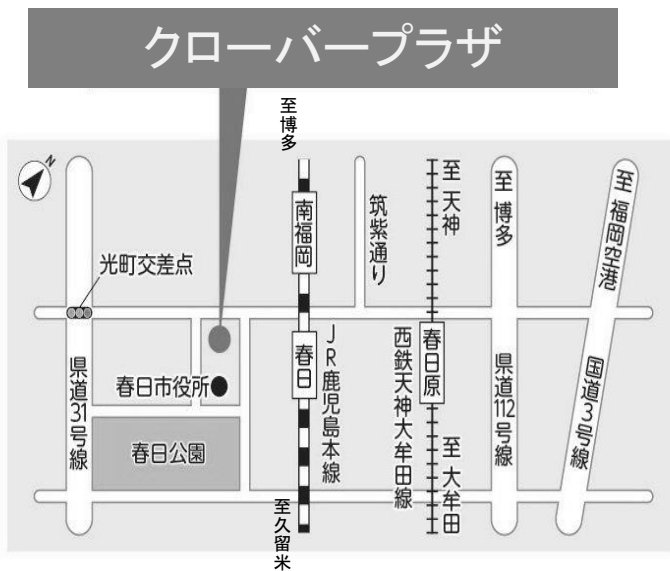 クローバープラザ
至博多
N
至 天神
至 博多
至 福岡空港
南福岡
筑紫通り
光町交差点
春日
JR鹿児島本線
西鉄天神大牟田線
春日原
県道112号線
国道3号線
県道31号線
春日市役所
春日公園
至 大牟田
至久留米